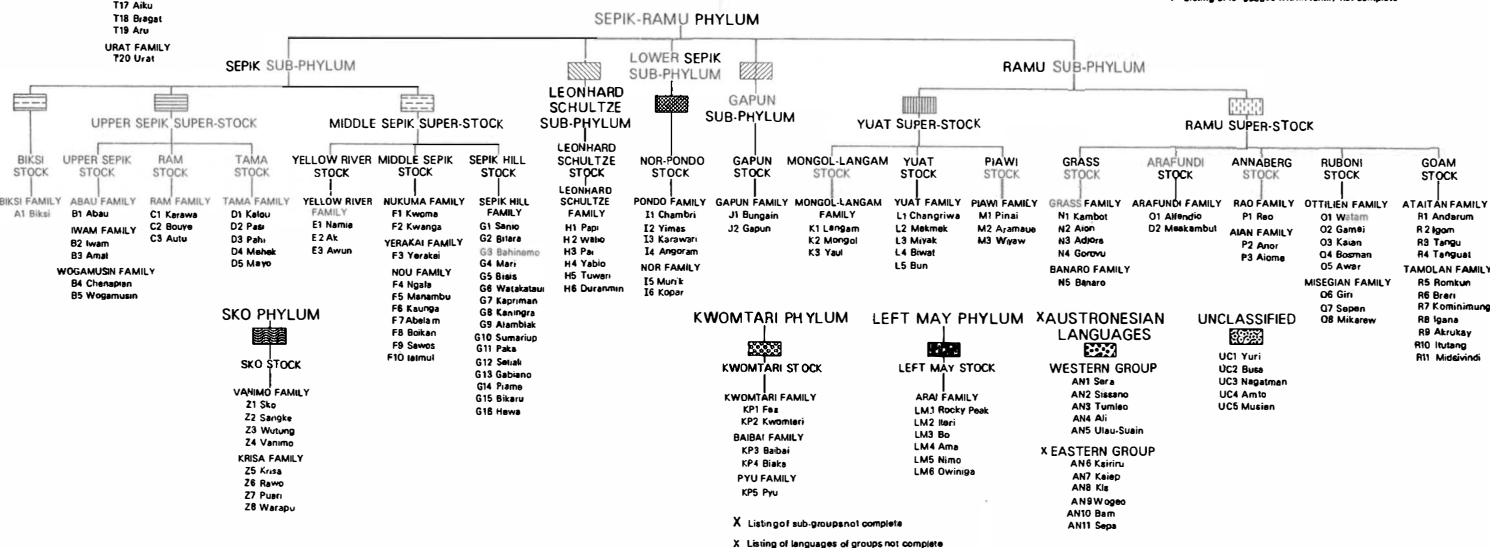 T17 Aiku
T18 Bragat
T19 Aru
URAT FAMILY
T20 Urat
SEPIK-RAMU PHYLUM
SEPIK SUB-PHYLUM
LEONHARD
SCHULTZE
SUB-PHYLUM
LOWER SEPIK
SUB-PHYLUM
GAPUN
SUB-PHYLUM
RAMU SUB-PHYLUM
UPPER SEPIK SUPER-STOCK
MIDDLE SEPIK SUPER-STOCK
YUAT SUPER-STOCK
RAMU SUPER-STOCK
BIKSI
STOCK
BIKSI FAMILY
A1 Biksi
UPPER SEPIK
STOCK
ABAU FAMILY
B1 Abau
IWAM FAMILY
B2 Iwam
B3 Amal
WOGAMUSIN FAMILY
B4 Chenapian
B5 Wogamusin
RAM
STOCK
RAM FAMILY
C1 Karawa
C2 Bouye
C3 Autu
TAMA
STOCK
TAMA FAMILY
D1 Kalou
D2 Pasi
D3 Pahi
D4 Mehek
D5 Mayo
YELLOW RIVER
STOCK
YELLOW RIVER
FAMILY
E1 Namia
E2 Ak
E3 Awun
MIDDLE SEPIK
STOCK
NUKUMA FAMILY
F1 Kwoma
F2 Kwanga
YERAKAI FAMILY
F3 Yerakai
NDU FAMILY
F4 Ngala
F5 Manambu
F6 Kaunga
F7 Abelam
F8 Boikan
F9 Sawos
F10 Iatmul
SEPIK HILL
STOCK
SEPIK HILL
FAMILY
G1 Sanio
G2 Bitara
G3 Bahinemo
G4 Mari
G5 Bisis
G6 Watakataui
G7 Kapriman
G8 Kaningra
G9 Alamblak
G10 Sumariup
G11 Paka
G12 Setiali
G13 Gabiano
G14 Piame
G15 Bikaru
G16 Hewa
LEONHARD
SCHULTZE
STOCK
LEONHARD
SCHULTZE
FAMILY
H1 Papi
H2 Walio
H3 Pai
H4 Yabio
H5 Tuwari
H6 Duranmin
NOR-PONDO
STOCK
PONDO FAMILY
I1 Chambri
I2 Yimas
I3 Karawari
I4 Angoram
NOR FAMILY
I5 Murik
I6 Kopar
GAPUN
STOCK
GAPUN FAMILY
J1 Bungain
J2 Gapun
MONGOL-LANGAM
STOCK
MONGOL-LANGAM
FAMILY
K1 Langam
K2 Mongol
K3 Yaul
YUAT
STOCK
YUAT FAMILY
L1 Changriwa
L2 Mekmek
L3 Miyak
L4 Biwat
L5 Bun
PIAWI
STOCK
PIAWI FAMILY
M1 Pinai
M2 Aramaue
M3 Wiyaw
GRASS
STOCK
GRASS FAMILY
N1 Kambot
N2 Aion
N3 Adjora
N4 Gorovu
BANARO FAMILY
N5 Banaro
ARAFUNDI
STOCK
ARAFUNDI FAMILY
O1 Alfendio
O2 Meakambut
ANNABERG
STOCK
RAO FAMILY
P1 Rao
AIAN FAMILY
P2 Anor
P3 Aiome
RUBONI
STOCK
OTTILIEN FAMILY
Q1 Watam
Q2 Gamei
Q3 Kaian
Q4 Bosman
Q5 Awar
MISEGIAN FAMILY
Q6 Giri
Q7 Sepen
Q8 Mikarew
GOAM
STOCK
ATAITAN FAMILY
R1 Andarum
R2 Igom
R3 Tangu
R4 Tanguat
TAMOLAN FAMILY
R5 Romkun
R6 Breri
R7 Kominimung
R8 Igana
R9 Akrukay
R10 Itutang
R11 Midsivindi
SKO PHYLUM
SKO STOCK
VANIMO FAMILY
Z1 Sko
Z2 Sangke
Z3 Wutung
Z4 Vanimo
KRISA FAMILY
Z5 Krisa
Z6 Rawo
Z7 Puari
Z8 Warapu
KWOMTARI PHYLUM
KWOMTARI STOCK
KWOMTARI FAMILY
KP1 Fas
KP2 Kwomtari
BAIBAI FAMILY
KP3 Baibai
KP4 Biaka
PYU FAMILY
KP5 Pyu
LEFT MAY PHYLUM
LEFT MAY STOCK
ARAI FAMILY
LM1 Rocky Peak
LM2 Iteri
LM3 Bo
LM4 Ama
LM5 Nimo
LM6 Owiniga
XAUSTRONESIAN
LANGUAGES
WESTERN GROUP
AN1 Sera
AN2 Sissano
AN3 Tumleo
AN4 Ali
AN5 Ulau-Suain
X EASTERN GROUP
AN6 Kairiru
AN7 Kaiep
AN8 Kis
AN9 Wogeo
AN10 Bam
AN11 Sepa
UNCLASSIFIED
UC1 Yuri
UC2 Busa
UC3 Nagatman
UC4 Amto
UC5 Musian
X Listing of sub-groups not complete
X Listing of languages of groups not complete